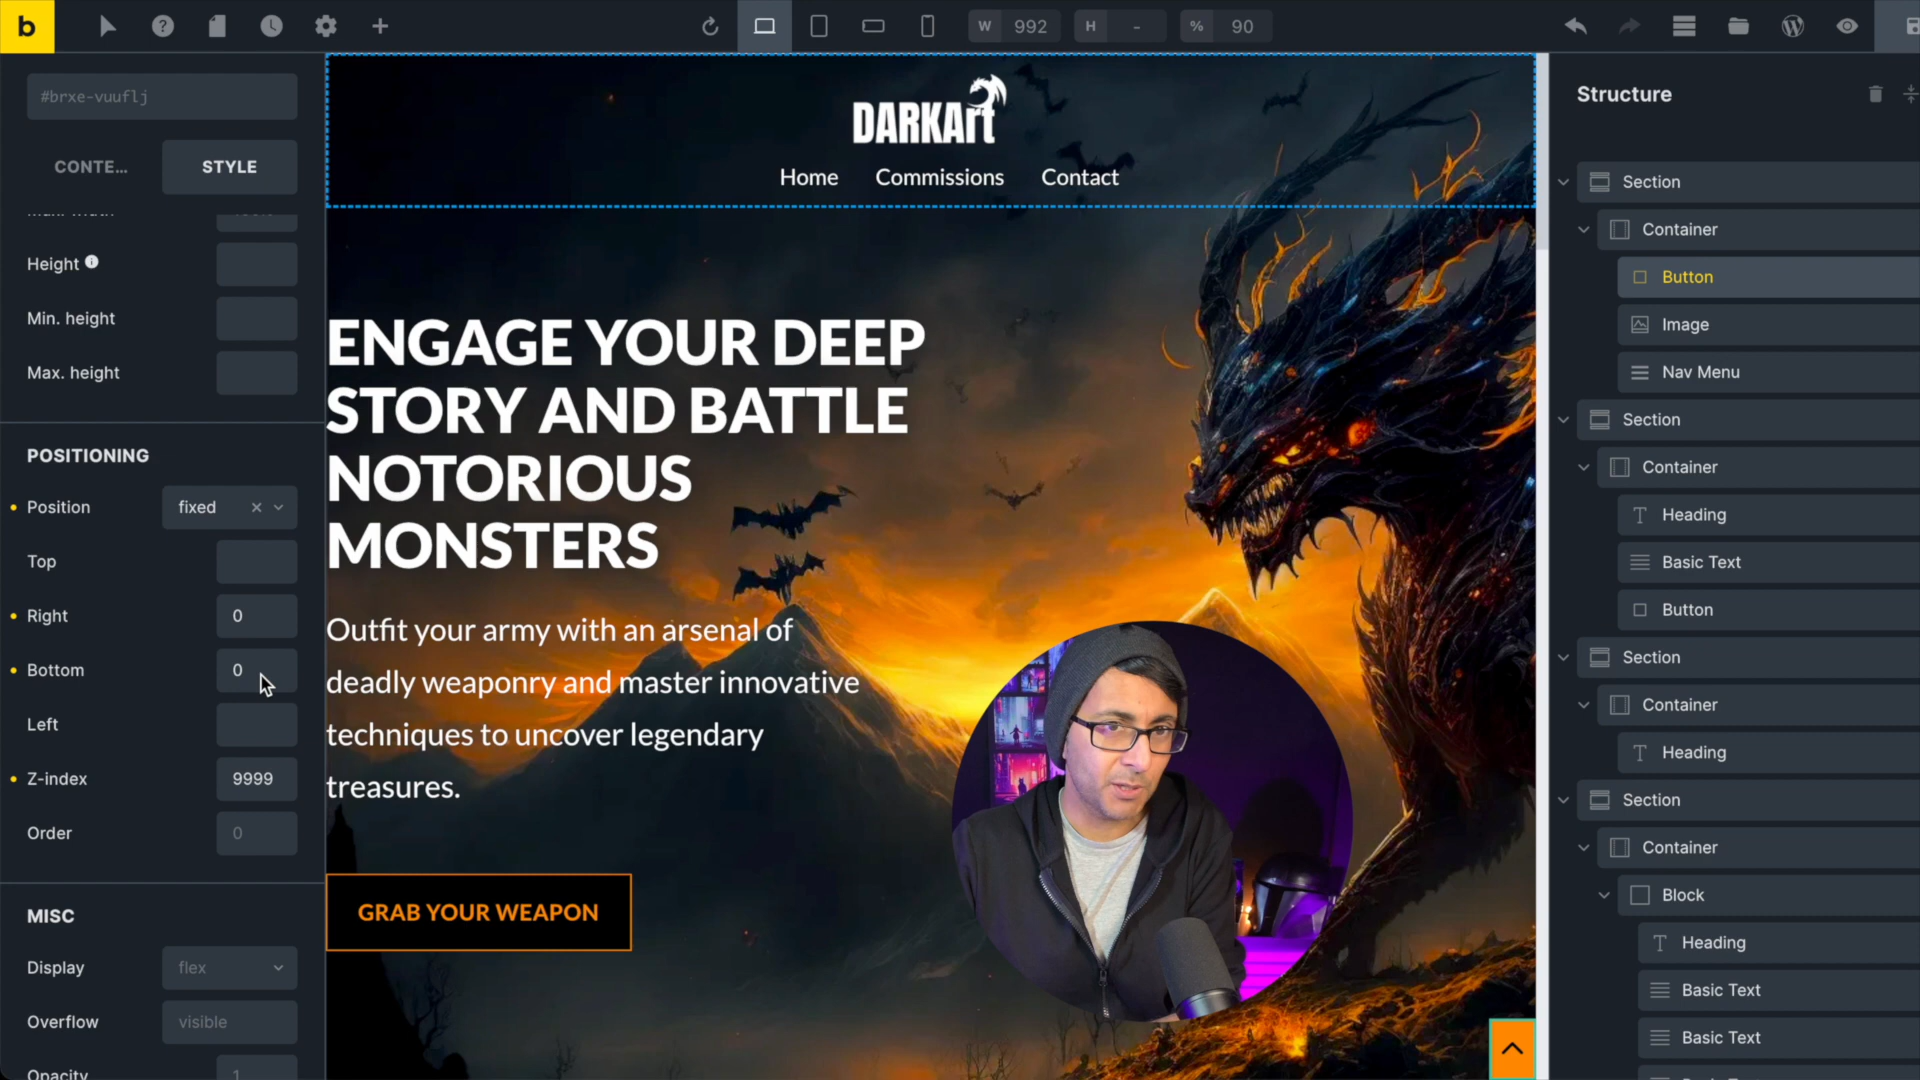 b
W 992
H -
% 90
#brxe-vuuflj
CONTE...
STYLE
Height
Min. height
Max. height
POSITIONING
Position
fixed
Top
Right
0
Bottom
0
Left
Z-index
9999
Order
0
MISC
Display
flex
Overflow
visible
Opacity
1
DARKArt
Home
Commissions
Contact
ENGAGE YOUR DEEP
STORY AND BATTLE
NOTORIOUS
MONSTERS
Outfit your army with an arsenal of
deadly weaponry and master innovative
techniques to uncover legendary
treasures.
GRAB YOUR WEAPON
Structure
Section
Container
Button
Image
Nav Menu
Section
Container
Heading
Basic Text
Button
Section
Container
Heading
Section
Container
Block
Heading
Basic Text
Basic Text